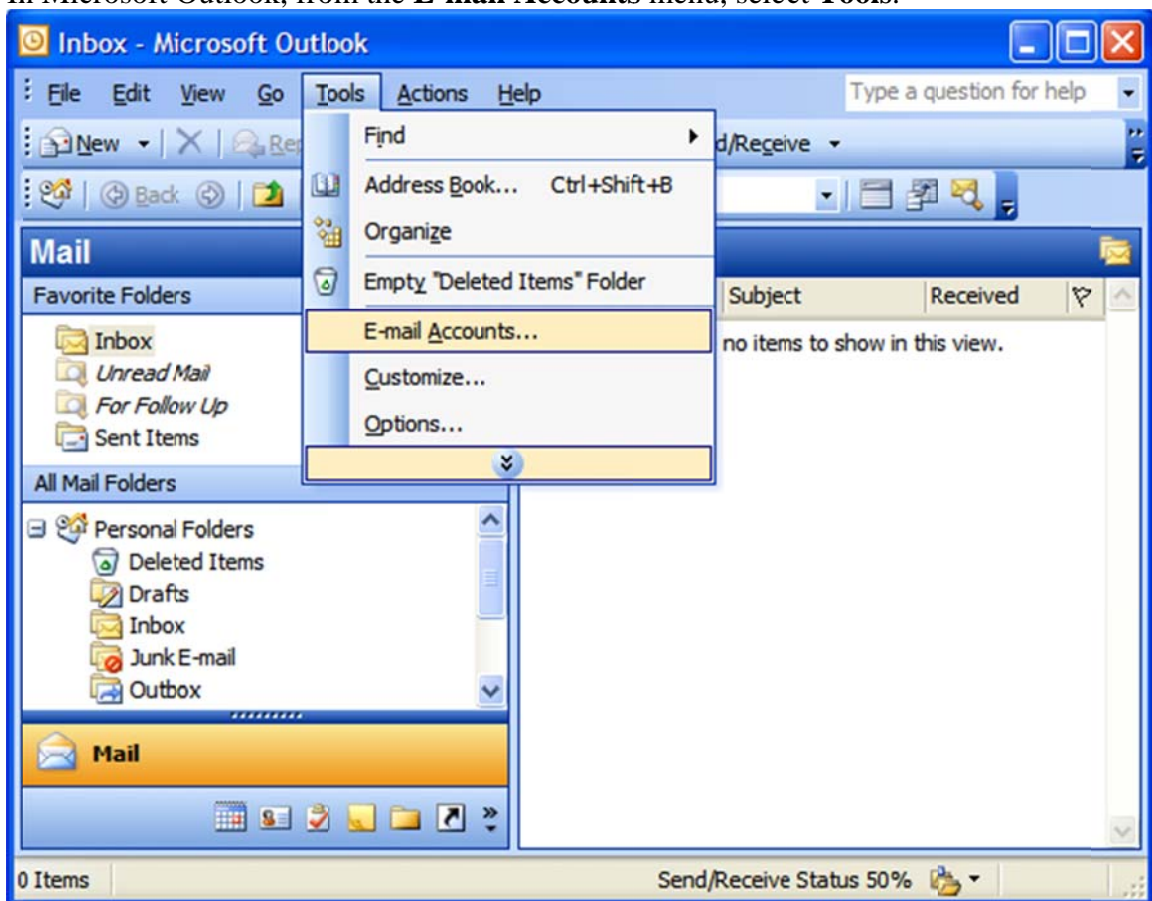 In Microsoft Outlook, from the E-mail Accounts menu, select Tools.
Inbox - Microsoft Outlook
File Edit View Go Tools Actions Help Type a question for help
New Rep d/Receive
Back
Find
Address Book... Ctrl+Shift+B
Organize
Empty "Deleted Items" Folder
E-mail Accounts...
Customize...
Options...
Mail
Favorite Folders
Subject Received
Inbox
no items to show in this view.
Unread Mail
For Follow Up
Sent Items
All Mail Folders
Personal Folders
Deleted Items
Drafts
Inbox
Junk E-mail
Outbox
Mail
0 Items Send/Receive Status 50%